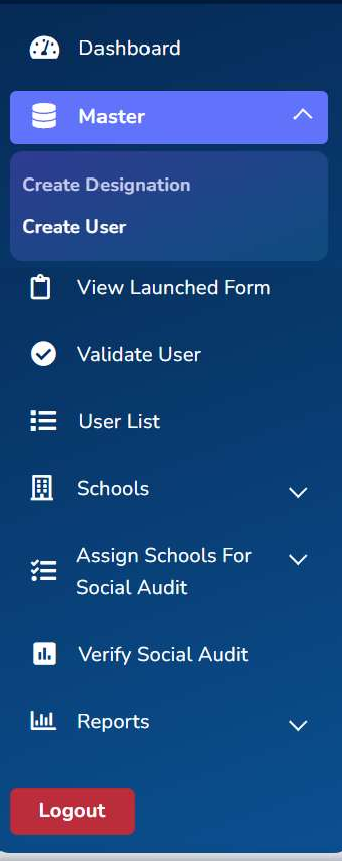 Dashboard
Master
Create Designation
Create User
View Launched Form
Validate User
User List
Schools
Assign Schools For
Social Audit
Verify Social Audit
Reports
Logout